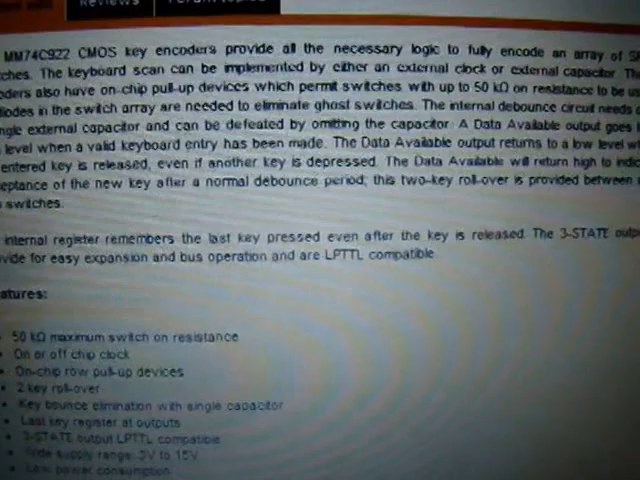 Reviews
MM74C922 CMOS key encoders provide all the necessary logic to fully encode an array of SP
ches. The keyboard scan can be implemented by either an external clock or external capacitor. Th
oders also have on-chip pull-up devices which permit switches with up to 50 kΩ on resistance to be us
iodes in the switch array are needed to eliminate ghost switches. The internal debounce circuit needs o
ngle external capacitor and can be defeated by omitting the capacitor. A Data Available output goes t
level when a valid keyboard entry has been made. The Data Available output returns to a low level wh
entered key is released, even if another key is depressed. The Data Available will return high to indic
eptance of the new key after a normal debounce period; this two-key roll-over is provided between
switches.
internal register remembers the last key pressed even after the key is released. The 3-STATE outp
vide for easy expansion and bus operation and are LPTTL compatible.
atures:
50 kΩ maximum switch on resistance
On or off chip clock
On-chip row pull-up devices
2 key roll-over
Key bounce elimination with single capacitor
Last key register at outputs
3-STATE output LPTTL compatible
Wide supply range: 3V to 15V
Low power consumption